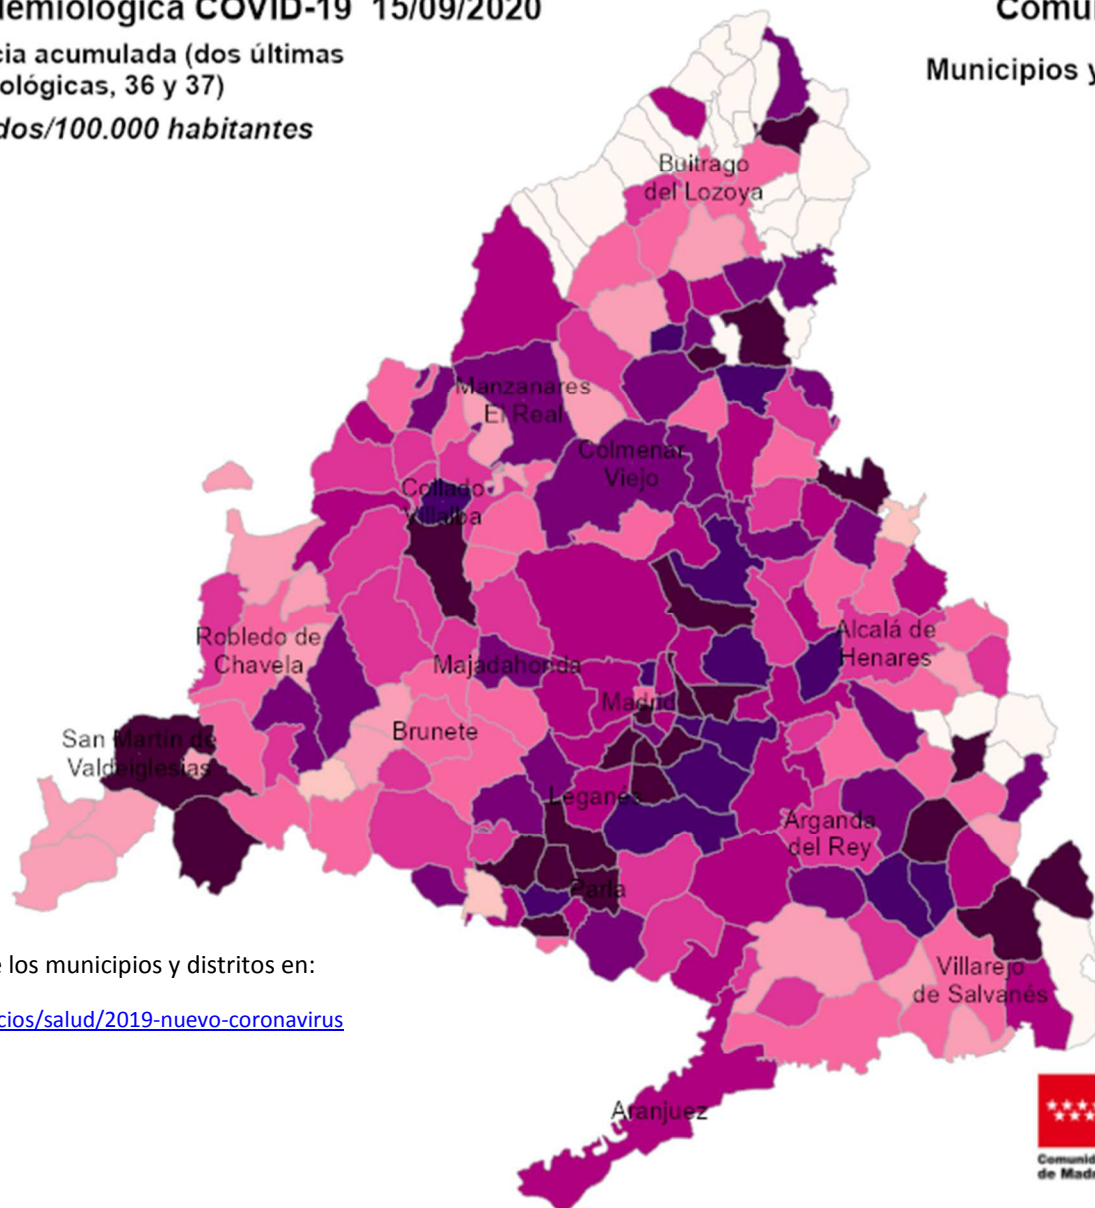 demiológica COVID-19 15/09/2020
Comu
cia acumulada (dos últimas
ológicas, 36 y 37)
Municipios y
dos/100.000 habitantes
Buitrago
del Lozoya
Manzanares
El Real
Colmenar
Viejo
Collado
Villalba
Robledo de
Chavela
Majadahonda
Alcalá de
Henares
Madrid
Brunete
San Martín de
Valdeiglesias
Leganés
Arganda
del Rey
Parla
e los municipios y distritos en:
Villarejo
de Salvanés
cios/salud/2019-nuevo-coronavirus
Aranjuez
Comunid
de Madr